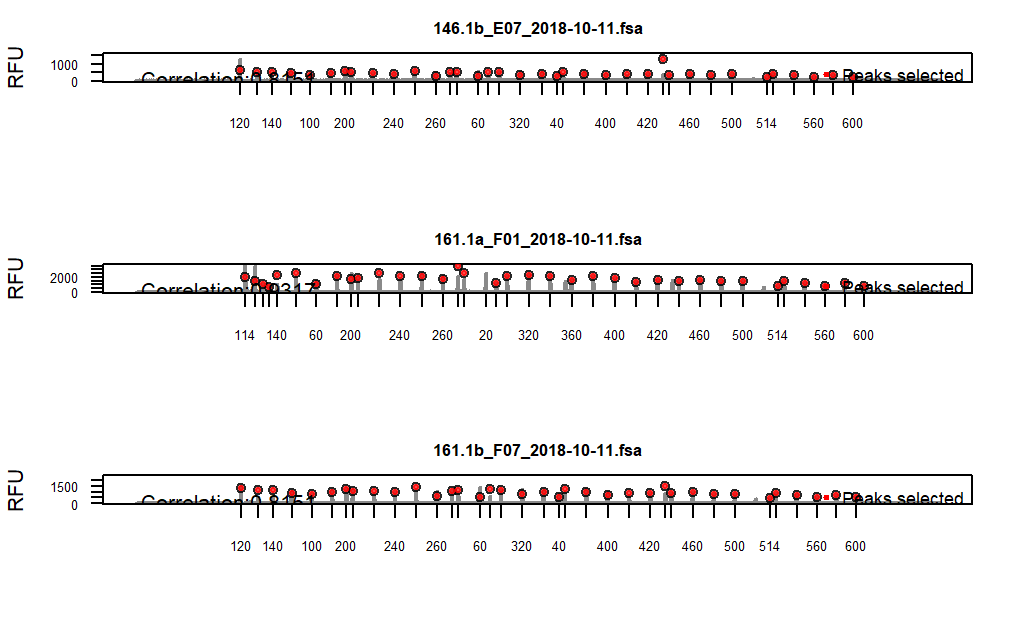 146.1b_E07_2018-10-11.fsa
RFU
1000
0
Peaks selected
120 140 100 200 240 260 60 320 40 400 420 460 500 514 560 600
161.1a_F01_2018-10-11.fsa
RFU
2000
0
Peaks selected
114 140 60 200 240 260 20 320 360 400 420 460 500 514 560 600
161.1b_F07_2018-10-11.fsa
RFU
1500
0
Correlation:0.8151
Peaks selected
120 140 100 200 240 260 60 320 40 400 420 460 500 514 560 600